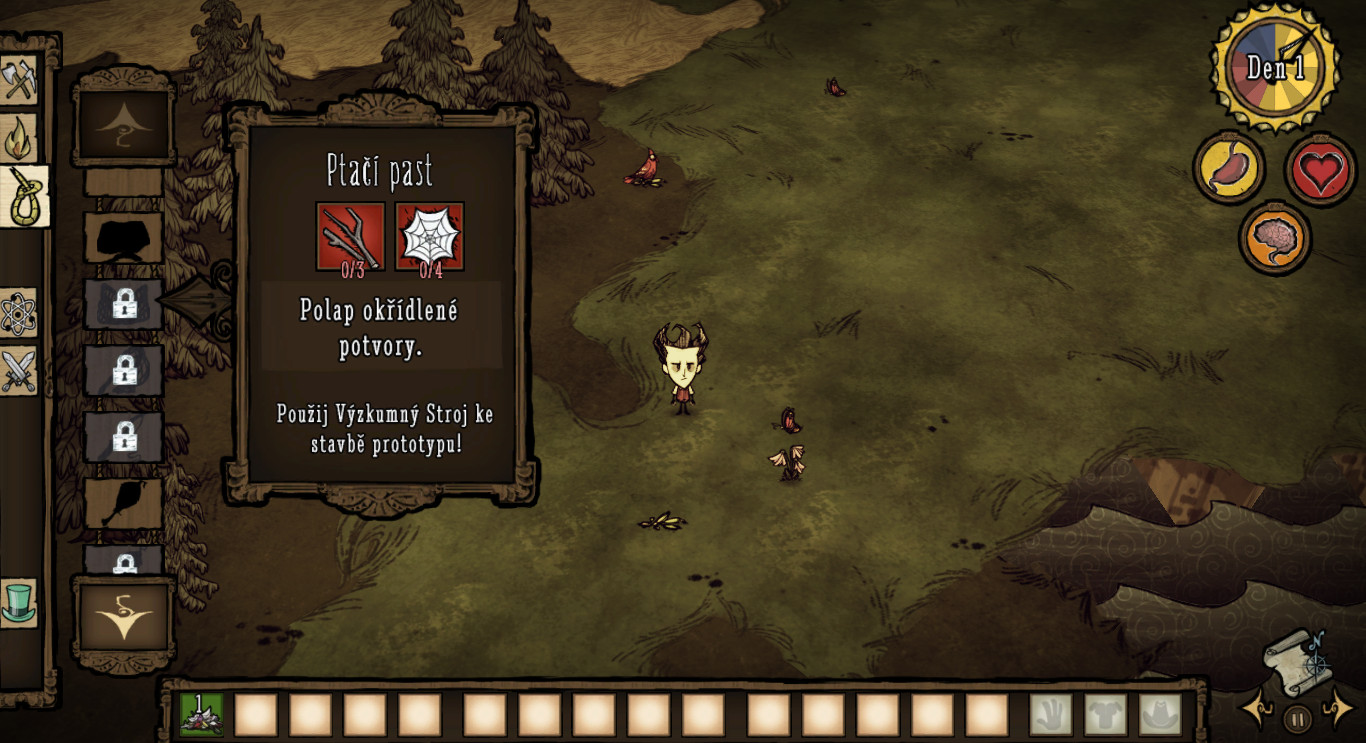 Den 1
Ptačí past
0/3 0/4
Polap okřídlené
potvory.
Použij Výzkumný Stroj ke
stavbě prototypu!
1
N